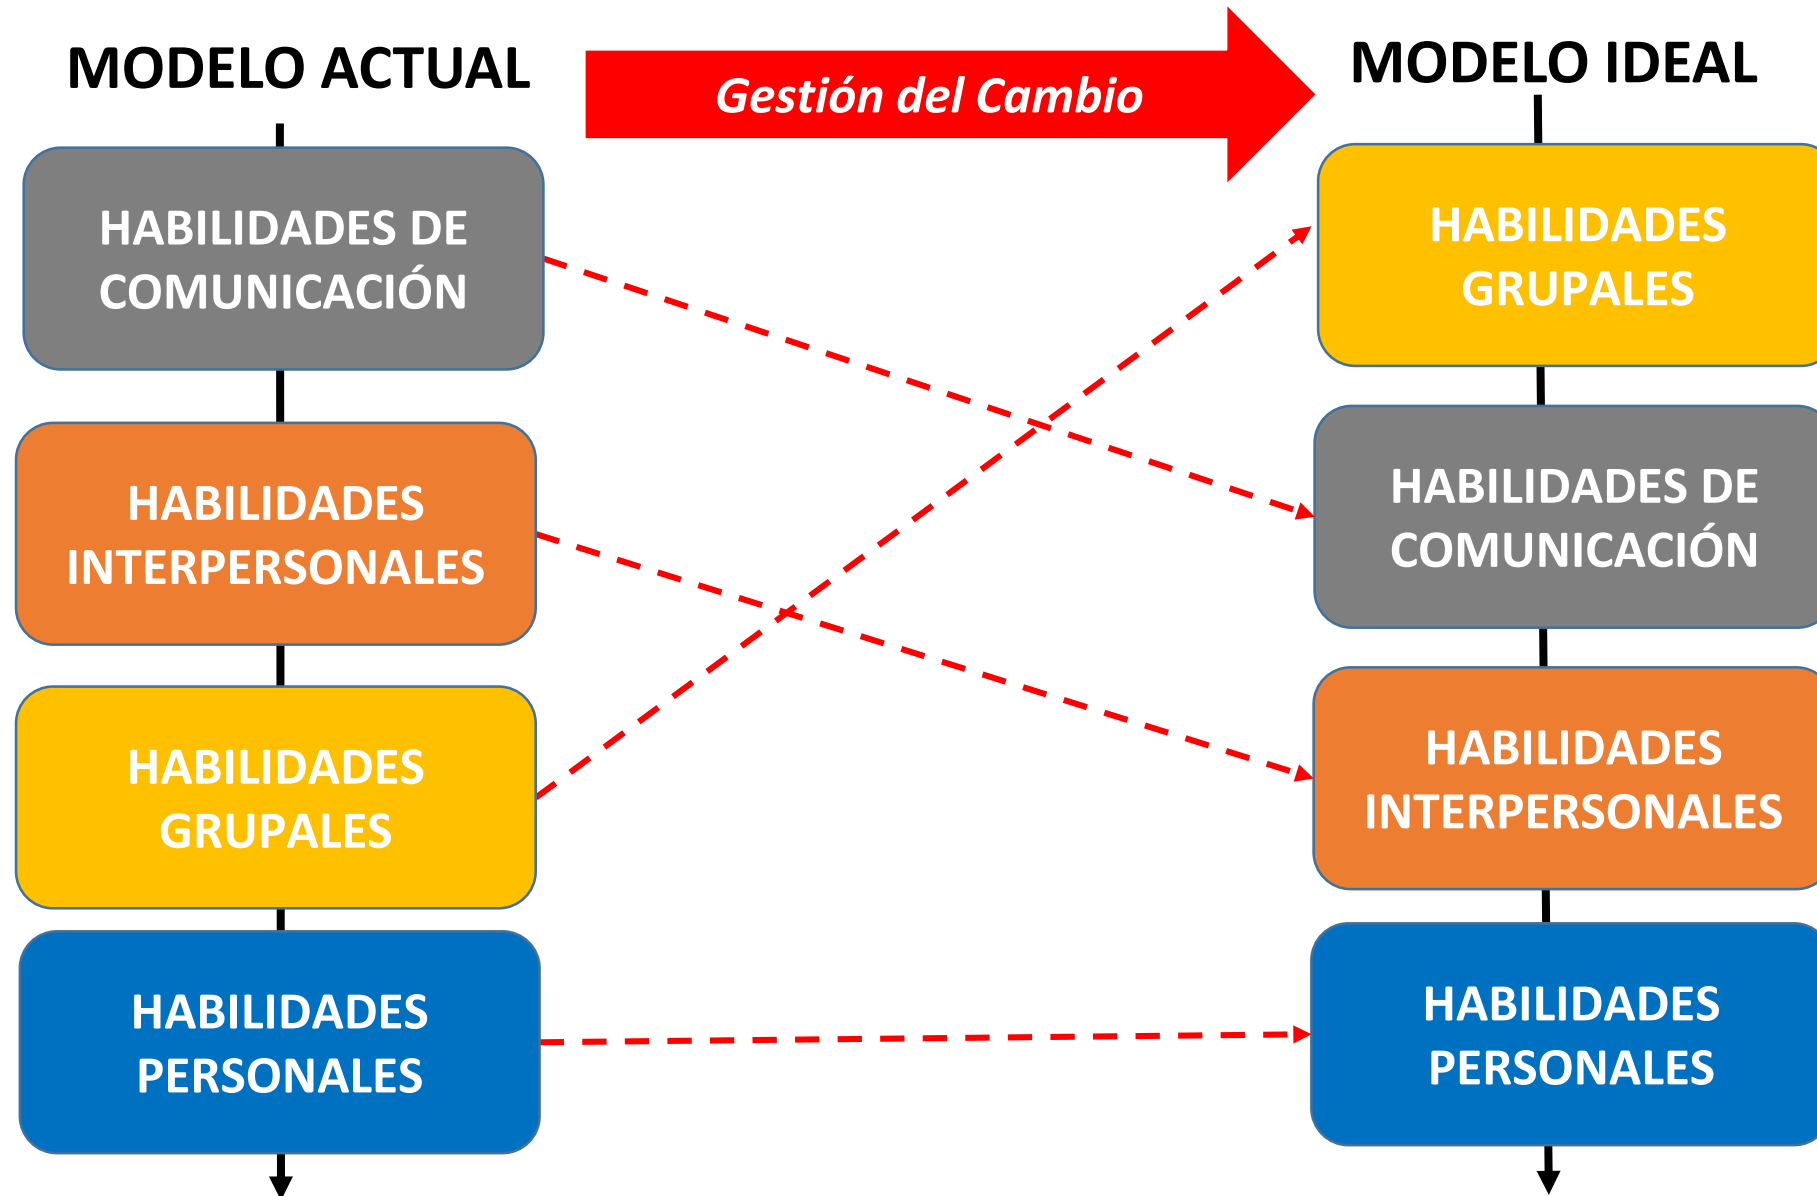 MODELO ACTUAL
Gestión del Cambio
MODELO IDEAL
HABILIDADES DE
COMUNICACIÓN
HABILIDADES
INTERPERSONALES
HABILIDADES
GRUPALES
HABILIDADES
PERSONALES
HABILIDADES
GRUPALES
HABILIDADES DE
COMUNICACIÓN
HABILIDADES
INTERPERSONALES
HABILIDADES
PERSONALES